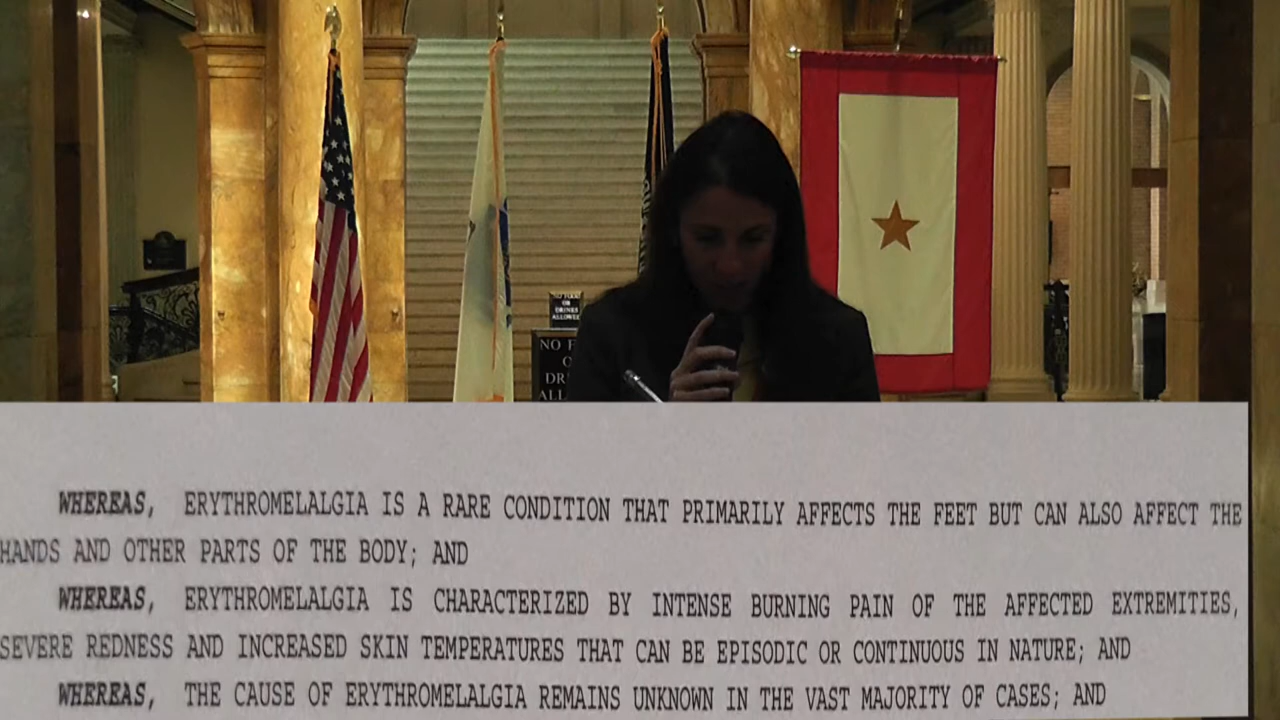 NO FOOD
OR
DRINKS
ALLOWED
NO
WHEREAS, ERYTHROMELALGIA IS A RARE CONDITION THAT PRIMARILY AFFECTS THE FEET BUT CAN ALSO AFFECT THE
HANDS AND OTHER PARTS OF THE BODY; AND
WHEREAS, ERYTHROMELALGIA IS CHARACTERIZED BY INTENSE BURNING PAIN OF THE AFFECTED EXTREMITIES,
SEVERE REDNESS AND INCREASED SKIN TEMPERATURES THAT CAN BE EPISODIC OR CONTINUOUS IN NATURE; AND
WHEREAS, THE CAUSE OF ERYTHROMELALGIA REMAINS UNKNOWN IN THE VAST MAJORITY OF CASES; AND